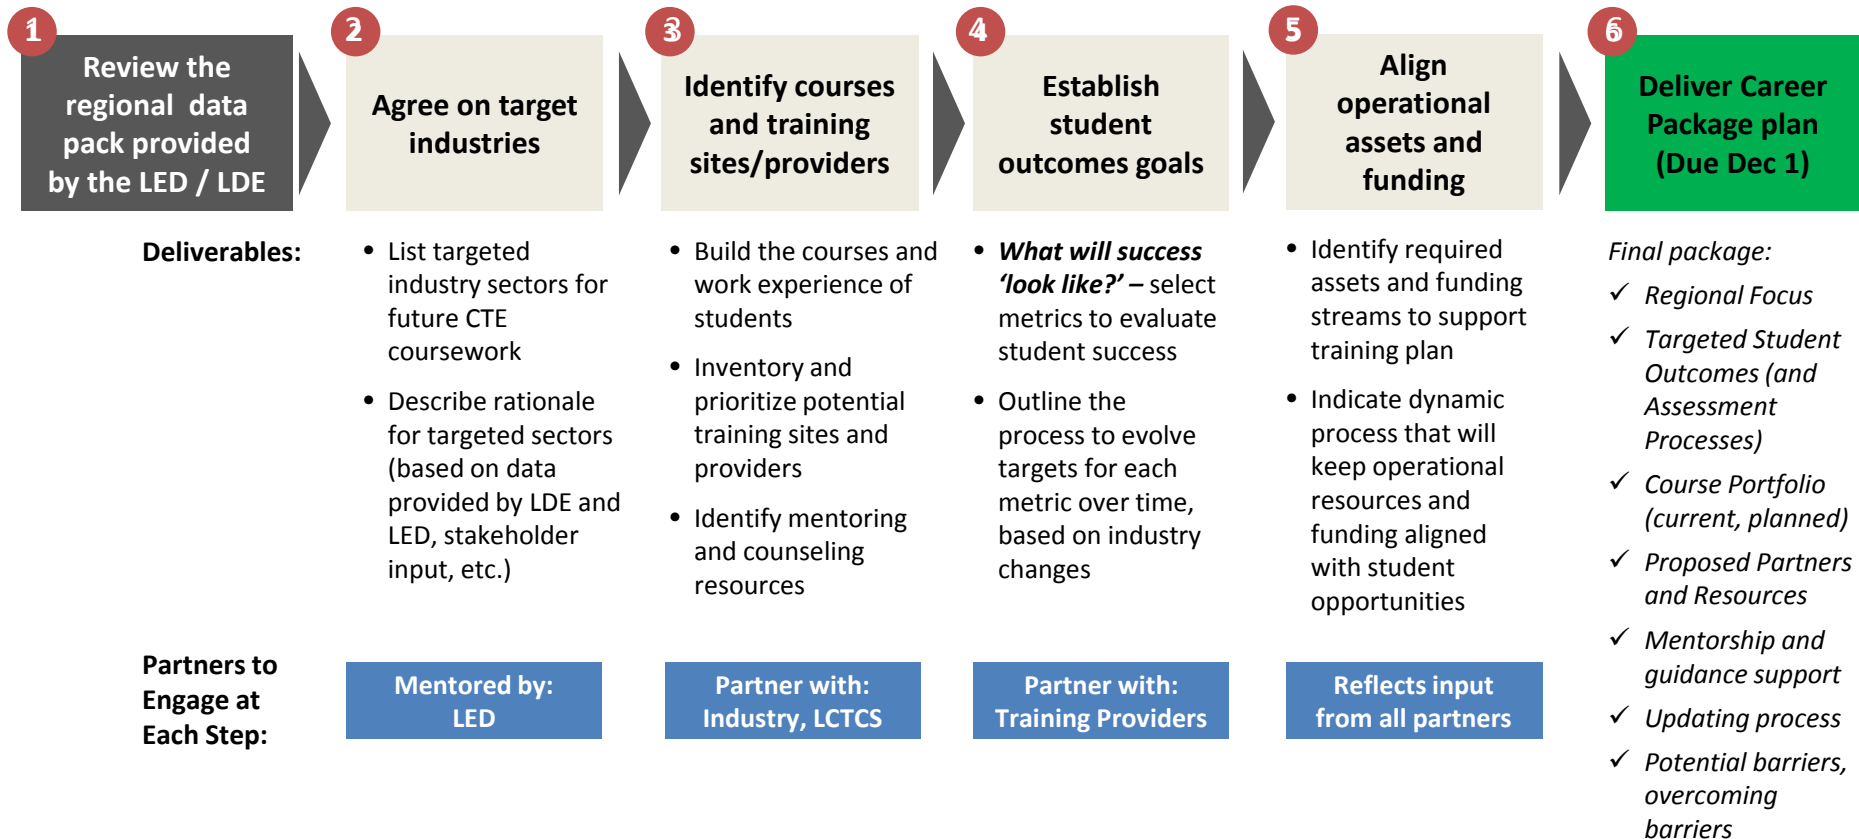 1
Review the
regional data
pack provided
by the LED / LDE
2
Agree on target
industries
3
Identify courses
and training
sites/providers
4
Establish
student
outcomes goals
5
Align
operational
assets and
funding
6
Deliver Career
Package plan
(Due Dec 1)
Deliverables:
• List targeted
industry sectors for
future CTE
coursework
• Describe rationale
for targeted sectors
(based on data
provided by LDE and
LED, stakeholder
input, etc.)
• Build the courses and
work experience of
students
• Inventory and
prioritize potential
training sites and
providers
• Identify mentoring
and counseling
resources
• What will success
‘look like?’ – select
metrics to evaluate
student success
• Outline the
process to evolve
targets for each
metric over time,
based on industry
changes
• Identify required
assets and funding
streams to support
training plan
• Indicate dynamic
process that will
keep operational
resources and
funding aligned
with student
opportunities
Final package:
✓ Regional Focus
✓ Targeted Student
Outcomes (and
Assessment
Processes)
✓ Course Portfolio
(current, planned)
✓ Proposed Partners
and Resources
✓ Mentorship and
guidance support
✓ Updating process
✓ Potential barriers,
overcoming
barriers
Partners to
Engage at
Each Step:
Mentored by:
LED
Partner with:
Industry, LCTCS
Partner with:
Training Providers
Reflects input
from all partners